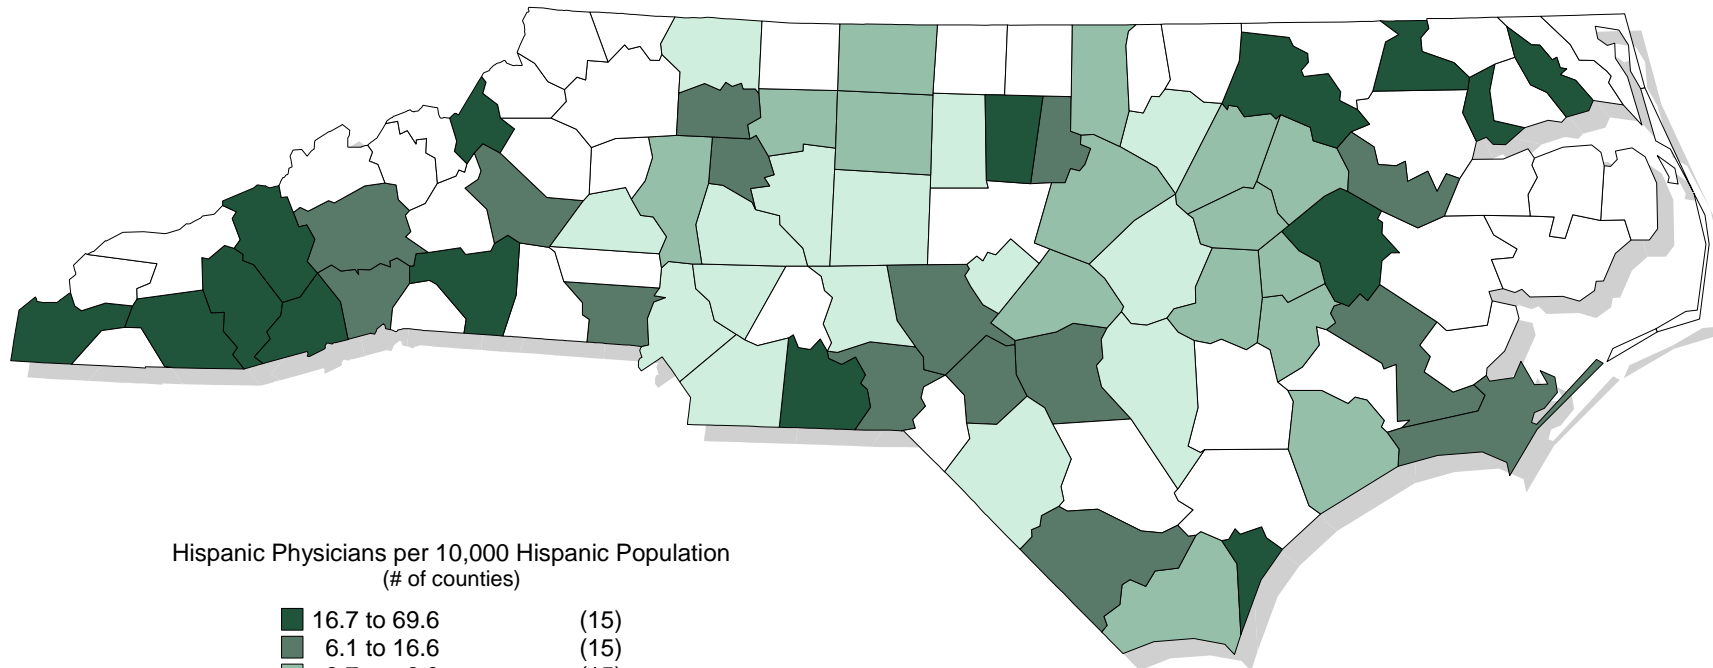 Hispanic Physicians per 10,000 Hispanic Population
(# of counties)
16.7 to 69.6 (15)
6.1 to 16.6 (15)